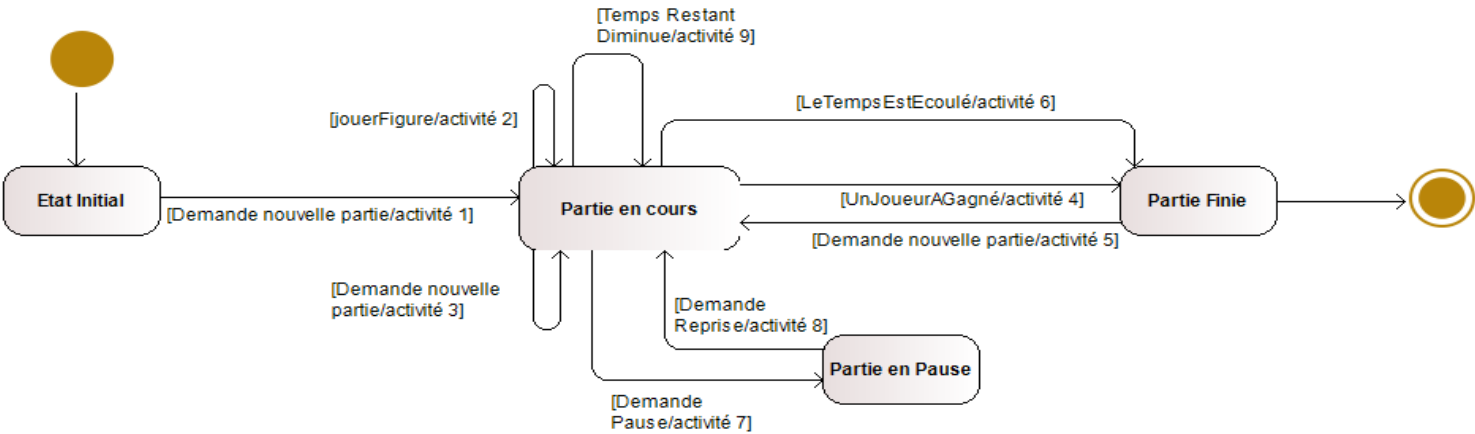 [Temps Restant
Diminue/activité 9]
[LeTempsEstEcoulé/activité 6]
[jouerFigure/activité 2]
Etat Initial
Partie en cours
[UnJoueurAGagné/activité 4]
Partie Finie
[Demande nouvelle partie/activité 1]
[Demande nouvelle partie/activité 5]
[Demande nouvelle
partie/activité 3]
[Demande
Reprise/activité 8]
Partie en Pause
[Demande
Pause/activité 7]